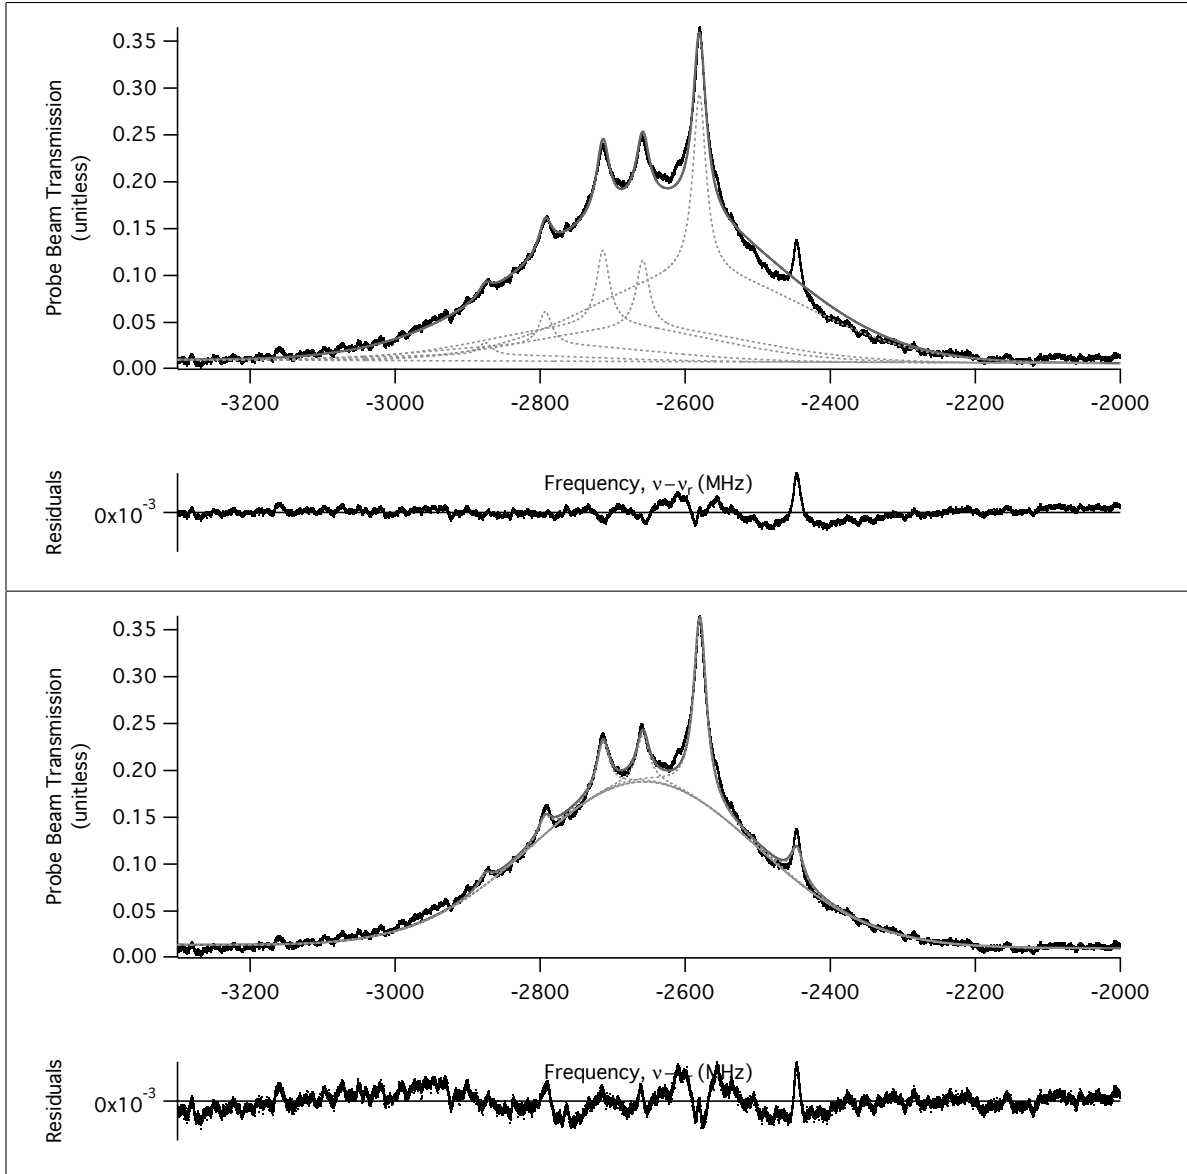 0.35
0.30
0.25
0.20
0.15
0.10
0.05
0.00
Probe Beam Transmission
(unitless)
-3200 -3000 -2800 -2600 -2400 -2200 -2000
Frequency, ν−νr (MHz)
Residuals
0x10-3
0.35
0.30
0.25
0.20
0.15
0.10
0.05
0.00
Probe Beam Transmission
(unitless)
-3200 -3000 -2800 -2600 -2400 -2200 -2000
Frequency, ν− (MHz)
Residuals
0x10-3